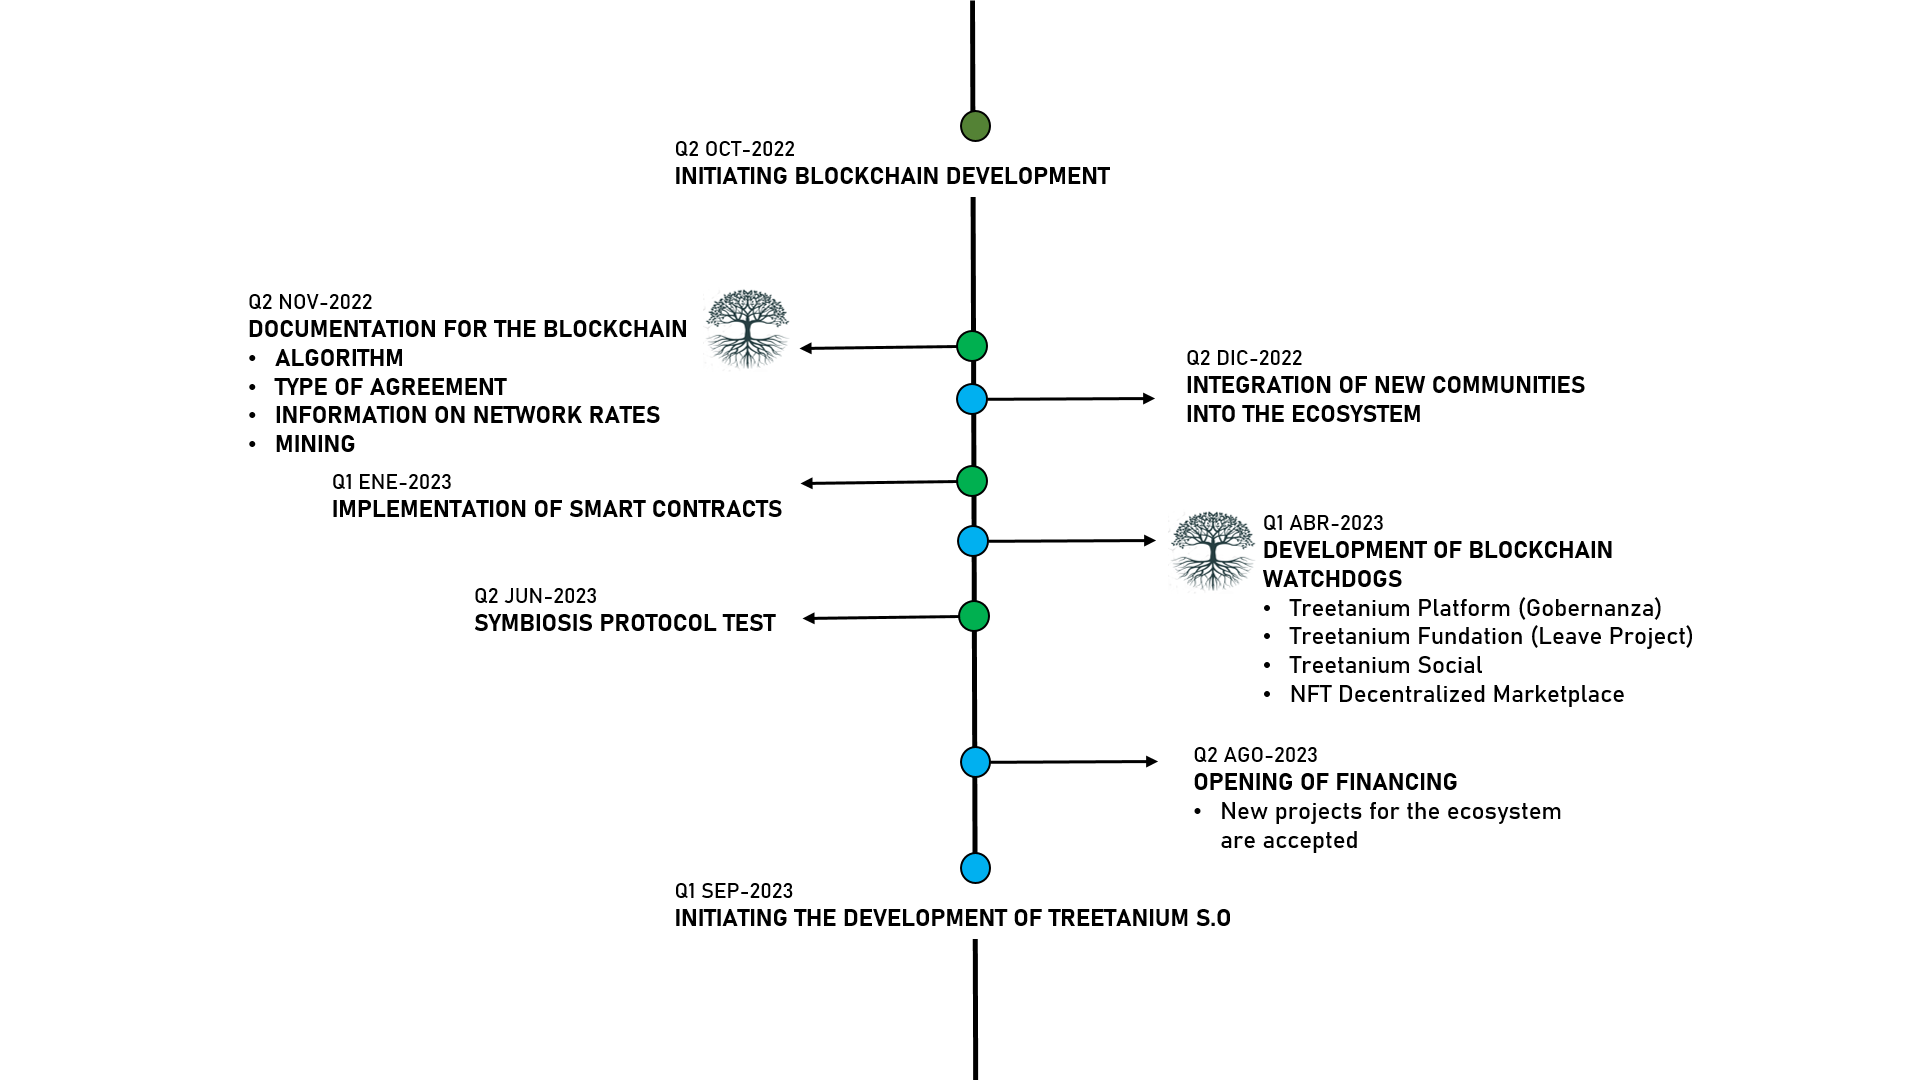 Q2 OCT-2022
INITIATING BLOCKCHAIN DEVELOPMENT
Q2 NOV-2022
DOCUMENTATION FOR THE BLOCKCHAIN
• ALGORITHM
• TYPE OF AGREEMENT
• INFORMATION ON NETWORK RATES
• MINING
Q2 DIC-2022
INTEGRATION OF NEW COMMUNITIES
INTO THE ECOSYSTEM
Q1 ENE-2023
IMPLEMENTATION OF SMART CONTRACTS
Q1 ABR-2023
DEVELOPMENT OF BLOCKCHAIN
WATCHDOGS
• Treetanium Platform (Gobernanza)
• Treetanium Fundation (Leave Project)
• Treetanium Social
• NFT Decentralized Marketplace
Q2 JUN-2023
SYMBIOSIS PROTOCOL TEST
Q2 AGO-2023
OPENING OF FINANCING
• New projects for the ecosystem
are accepted
Q1 SEP-2023
INITIATING THE DEVELOPMENT OF TREETANIUM S.O